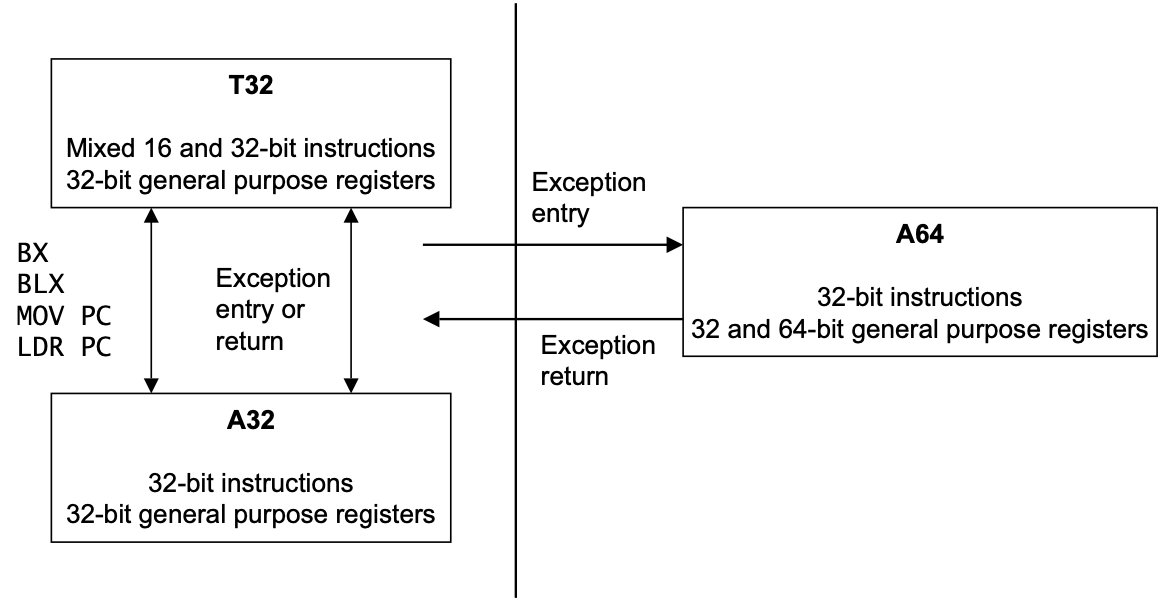 T32
Mixed 16 and 32-bit instructions
32-bit general purpose registers
BX
BLX
MOV PC
LDR PC
Exception
entry or
return
A32
32-bit instructions
32-bit general purpose registers
Exception
entry
Exception
return
A64
32-bit instructions
32 and 64-bit general purpose registers